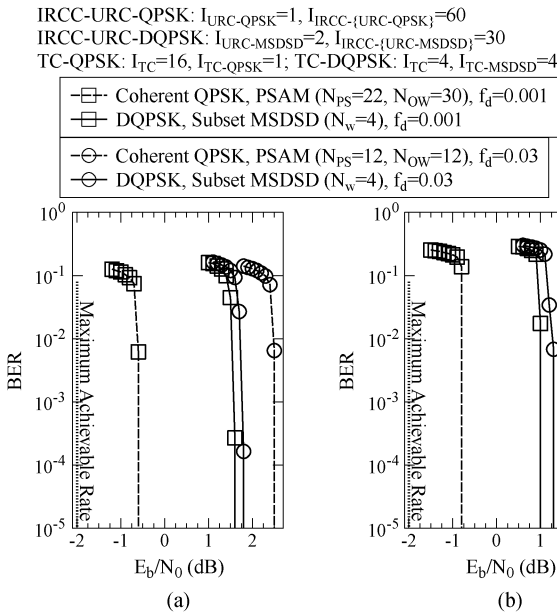 IRCC-URC-QPSK: I_URC-QPSK=1, I_IRCC-{URC-QPSK}=60
IRCC-URC-DQPSK: I_URC-MSDSD=2, I_IRCC-{URC-MSDSD}=30
TC-QPSK: I_TC=16, I_TC-QPSK=1; TC-DQPSK: I_TC=4, I_TC-MSDSD=4
Coherent QPSK, PSAM (N_PS=22, N_OW=30), f_d=0.001
DQPSK, Subset MSDSD (N_w=4), f_d=0.001
Coherent QPSK, PSAM (N_PS=12, N_OW=12), f_d=0.03
DQPSK, Subset MSDSD (N_w=4), f_d=0.03
BER
10^0
10^-1
10^-2
10^-3
10^-4
10^-5
Maximum Achievable Rate
-2 -1 0 1 2
E_b/N_0 (dB)
(a)
BER
10^0
10^-1
10^-2
10^-3
10^-4
10^-5
Maximum Achievable Rate
-2 -1 0 1
E_b/N_0 (dB)
(b)